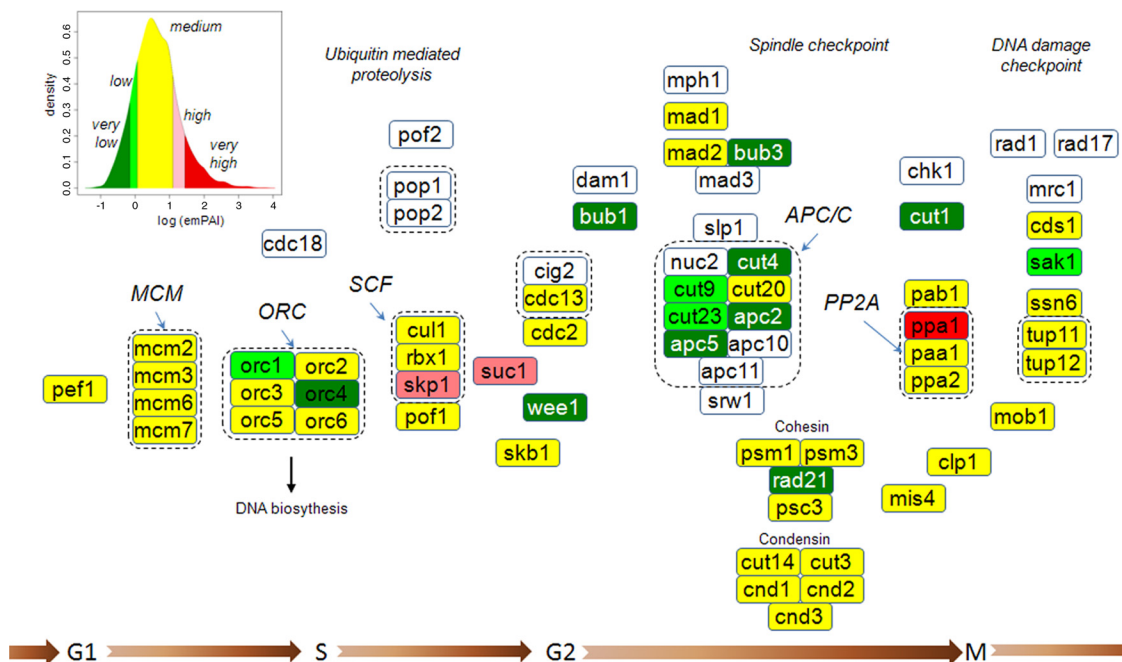 medium
low
high
very
low
very
high
density
0.0 0.1 0.2 0.3 0.4 0.5 0.6
-1 0 1 2 3 4
log (emPAI)
Ubiquitin mediated
proteolysis
Spindle checkpoint
DNA damage
checkpoint
pof2
pop1
pop2
cdc18
MCM
mcm2
mcm3
mcm6
mcm7
pef1
ORC
orc1 orc2
orc3 orc4
orc5 orc6
DNA biosythesis
SCF
cul1
rbx1
skp1
pof1
suc1
wee1
skb1
dam1
bub1
cig2
cdc13
cdc2
mph1
mad1
mad2 bub3
mad3
slp1
APC/C
nuc2 cut4
cut9 cut20
cut23 apc2
apc5 apc10
apc11
srw1
Cohesin
psm1 psm3
rad21
psc3
Condensin
cut14 cut3
cnd1 cnd2
cnd3
chk1
cut1
PP2A
pab1
ppa1
paa1
ppa2
rad1 rad17
mrc1
cds1
sak1
ssn6
tup11
tup12
mob1
clp1
mis4
G1 S G2 M